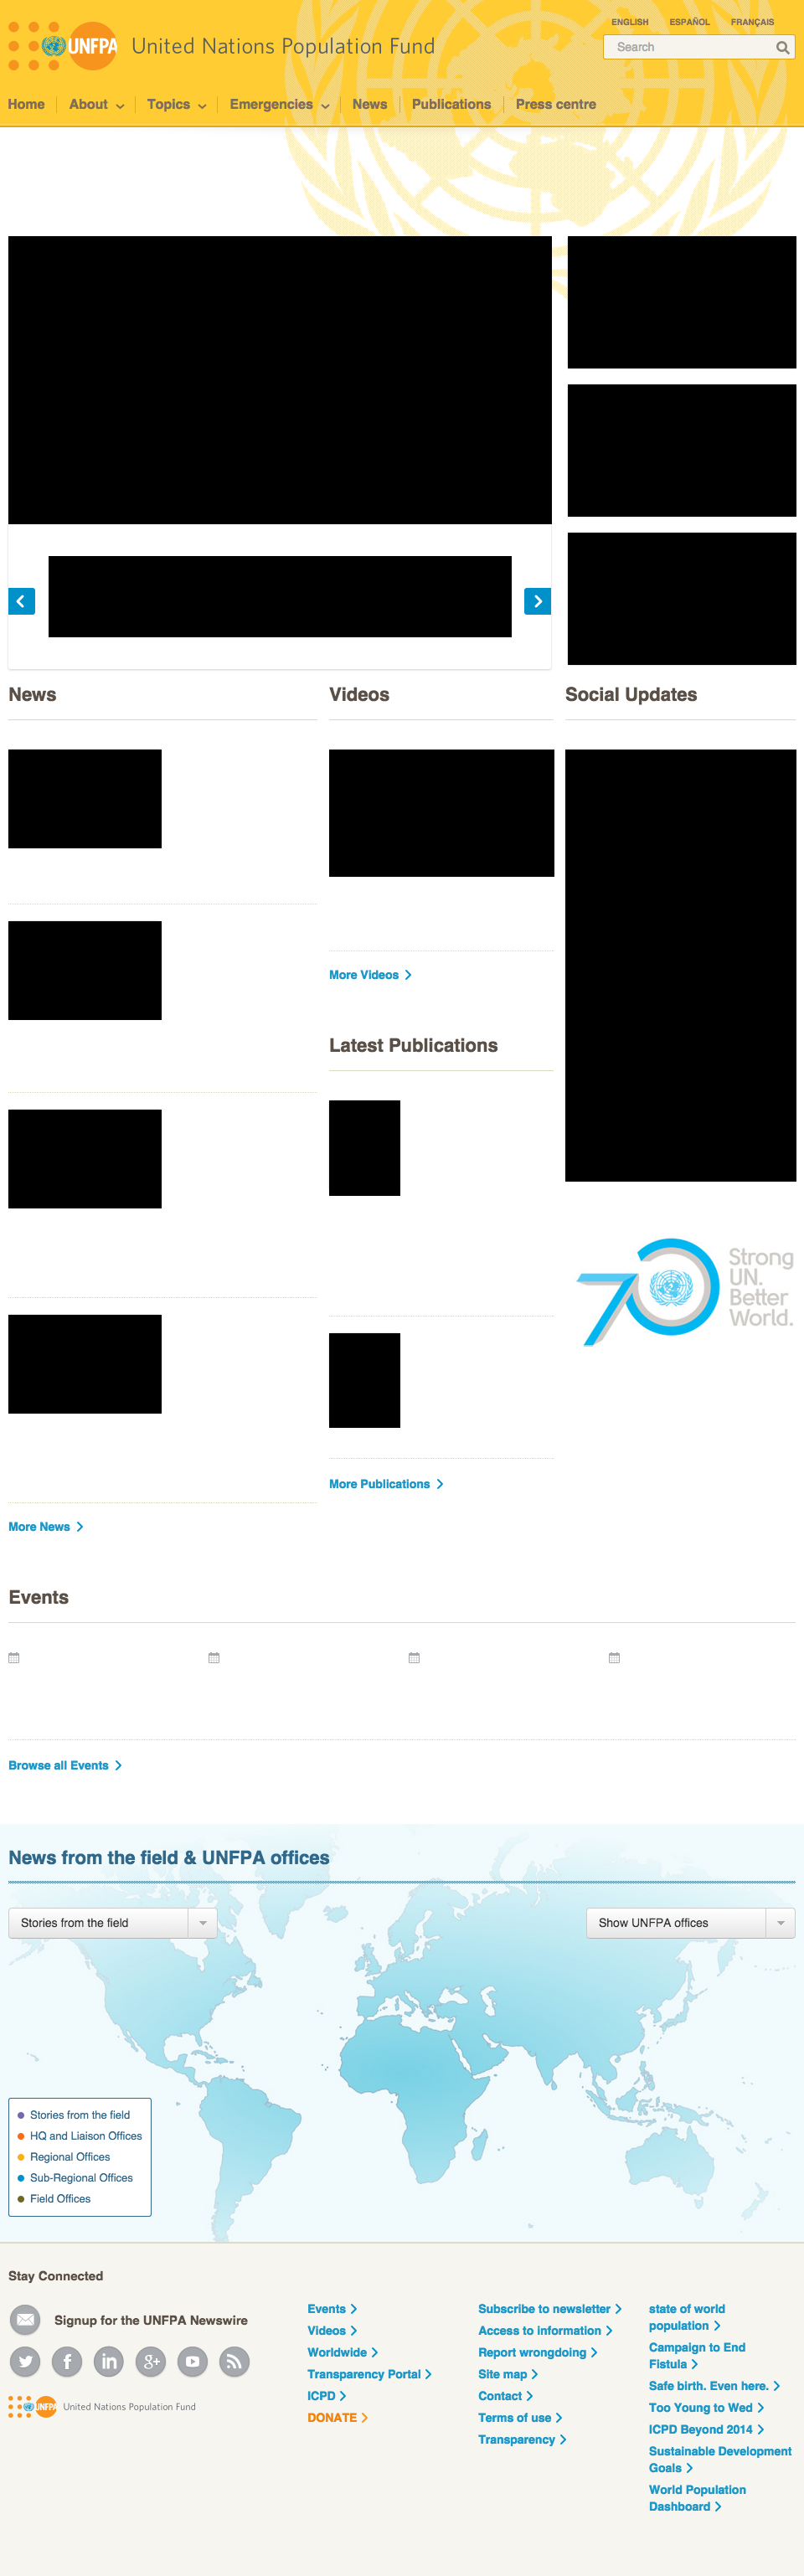 ENGLISH ESPAÑOL FRANÇAIS
UNFPA United Nations Population Fund
Search
Home About Topics Emergencies News Publications Press centre
News
Videos
Social Updates
More Videos
Latest Publications
70
Strong
UN.
Better
World.
More Publications
More News
Events
Browse all Events
News from the field & UNFPA offices
Stories from the field
Show UNFPA offices
Stories from the field
HQ and Liaison Offices
Regional Offices
Sub-Regional Offices
Field Offices
Stay Connected
Signup for the UNFPA Newswire
UNFPA United Nations Population Fund
Events
Videos
Worldwide
Transparency Portal
ICPD
DONATE
Subscribe to newsletter
Access to information
Report wrongdoing
Site map
Contact
Terms of use
Transparency
state of world
population
Campaign to End
Fistula
Safe birth. Even here.
Too Young to Wed
ICPD Beyond 2014
Sustainable Development
Goals
World Population
Dashboard